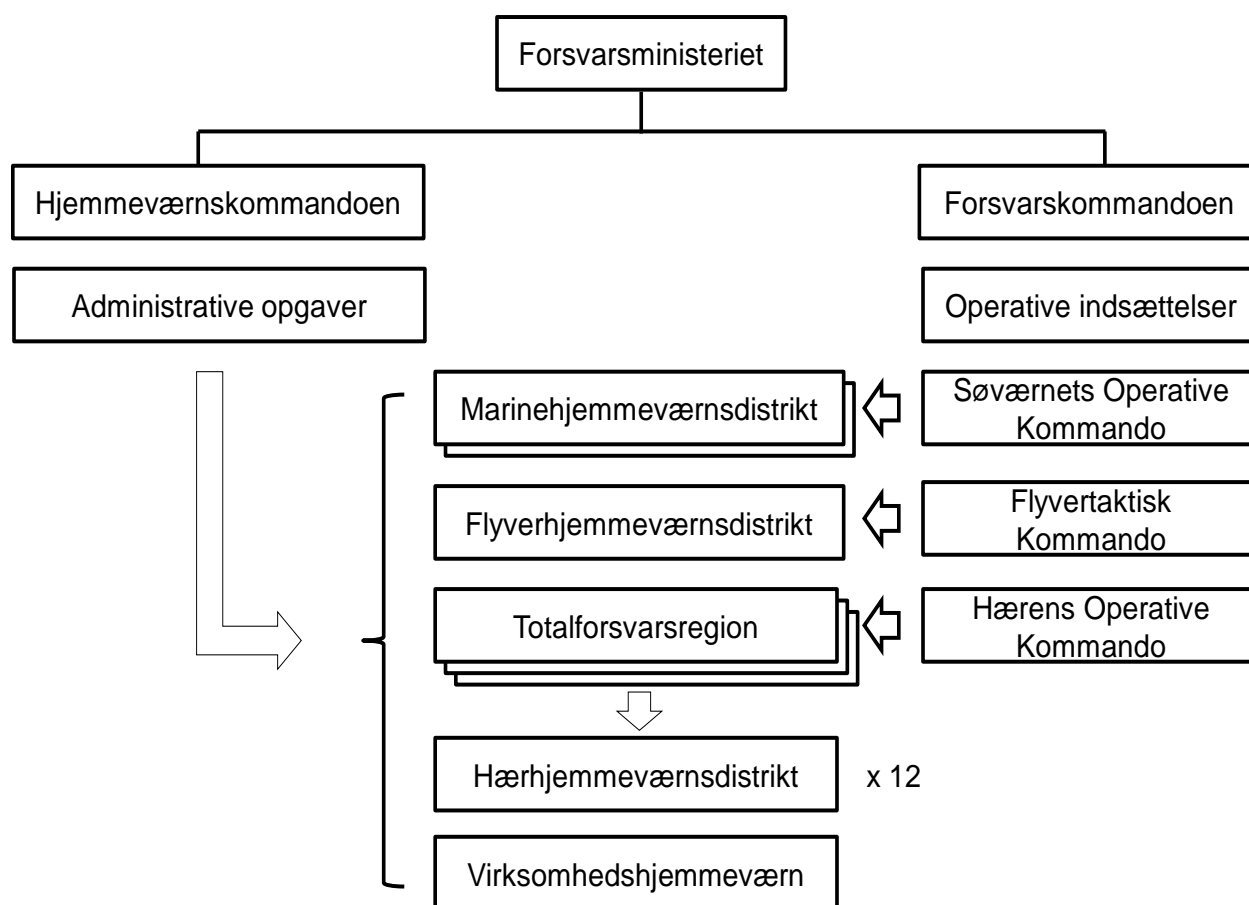 Forsvarsministeriet
Hjemmeværnskommandoen
Forsvarskommandoen
Administrative opgaver
Operative indsættelser
Marinehjemmeværnsdistrikt
Søværnets Operative
Kommando
Flyverhjemmeværnsdistrikt
Flyvertaktisk
Kommando
Totalforsvarsregion
Hærens Operative
Kommando
Hærhjemmeværnsdistrikt
x 12
Virksomhedshjemmeværn